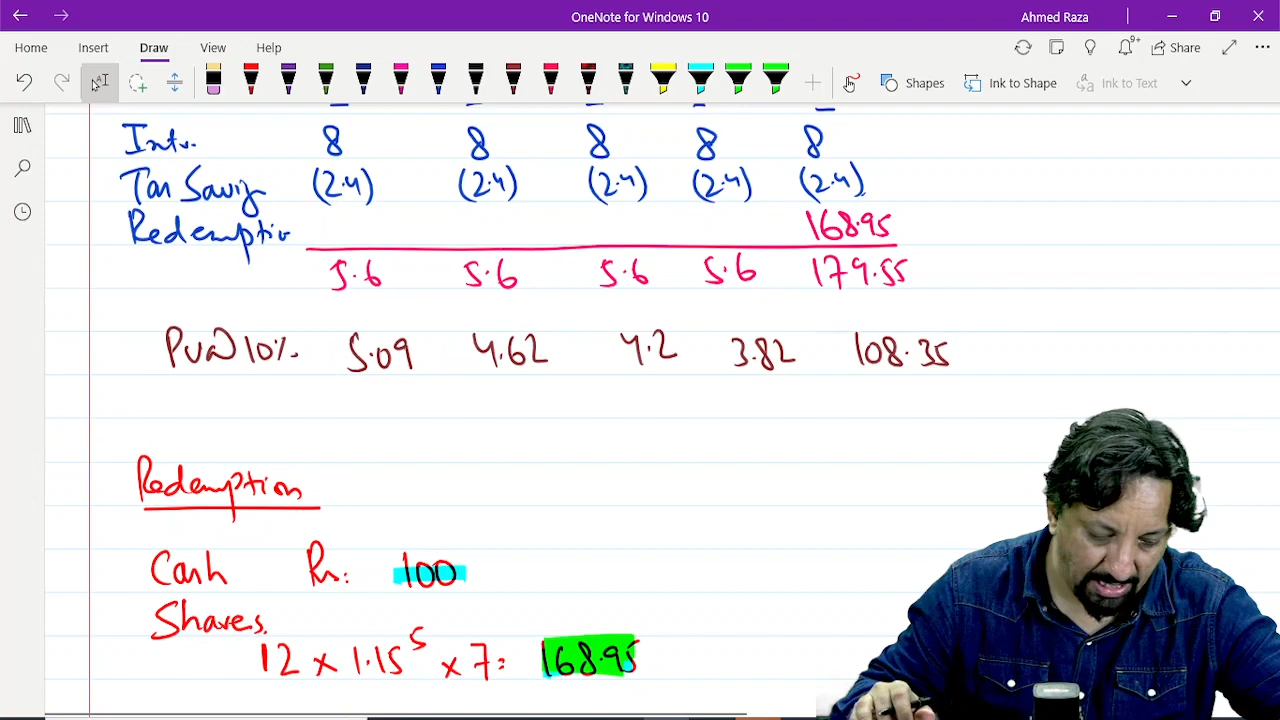 OneNote for Windows 10
Ahmed Raza
Home Insert Draw View Help
9+ Share
Shapes Ink to Shape Ink to Text
Intr. 8 8 8 8 8
Tax Saving (2.4) (2.4) (2.4) (2.4) (2.4)
Redemption 168.95
5.6 5.6 5.6 5.6 179.55
PV@10% 5.09 4.62 4.2 3.82 108.35
Redemption
Cash Rs: 100
Shares.
12 x 1.15⁵ x 7 = 168.95